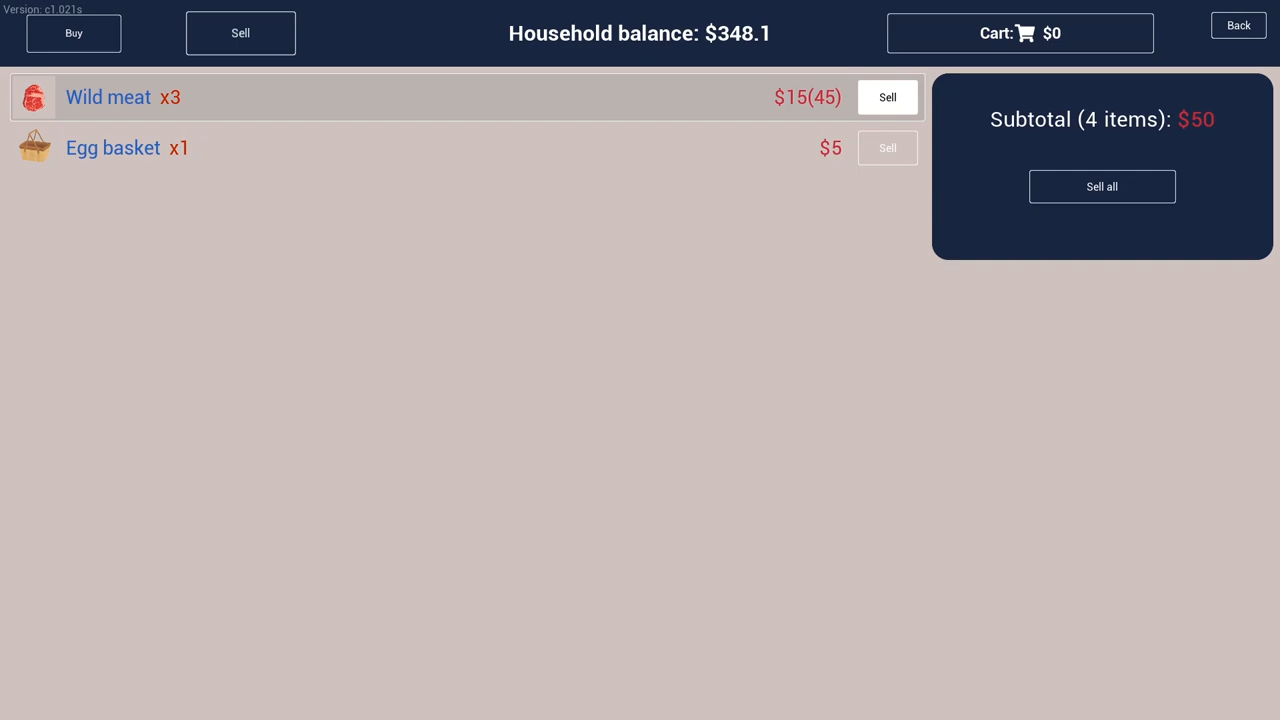 Version: c1.021s
Buy
Sell
Household balance: $348.1
Cart: $0
Back
Wild meat x3
$15(45)
Sell
Egg basket x1
$5
Sell
Subtotal (4 items): $50
Sell all